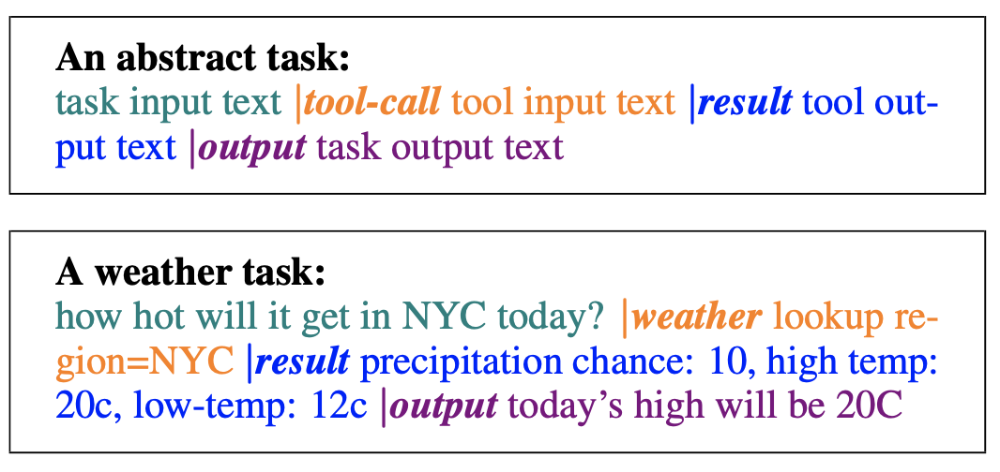 An abstract task:
task input text |tool-call tool input text |result tool out-
put text |output task output text
A weather task:
how hot will it get in NYC today? |weather lookup re-
gion=NYC |result precipitation chance: 10, high temp:
20c, low-temp: 12c |output today’s high will be 20C